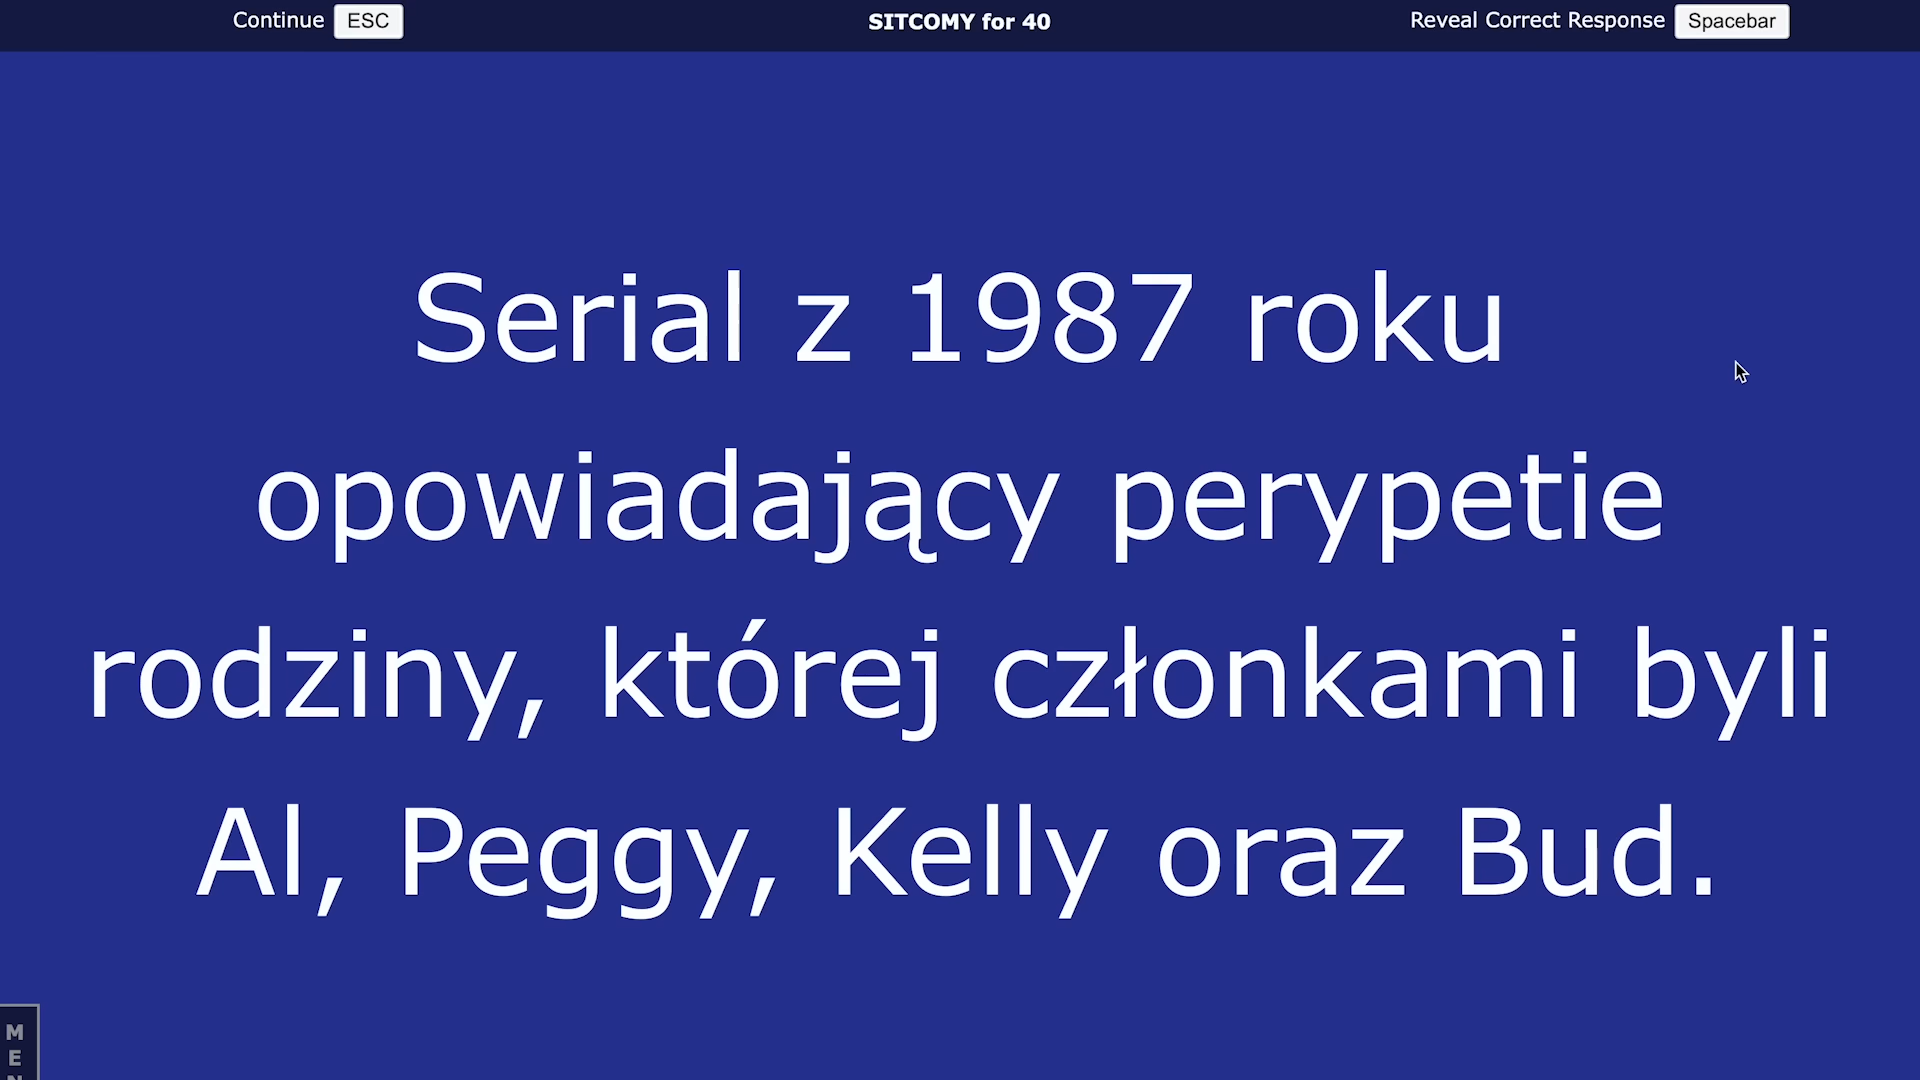 Continue ESC SITCOMY for 40 Reveal Correct Response Spacebar
Serial z 1987 roku
opowiadający perypetie
rodziny, której członkami byli
Al, Peggy, Kelly oraz Bud.
M
E
N